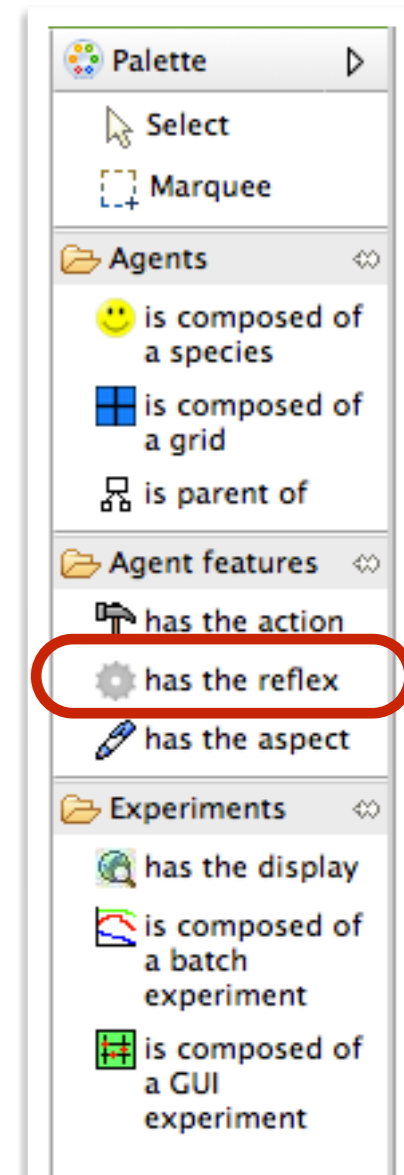 Palette
Select
Marquee
Agents
is composed of
a species
is composed of
a grid
is parent of
Agent features
has the action
has the reflex
has the aspect
Experiments
has the display
is composed of
a batch
experiment
is composed of
a GUI
experiment